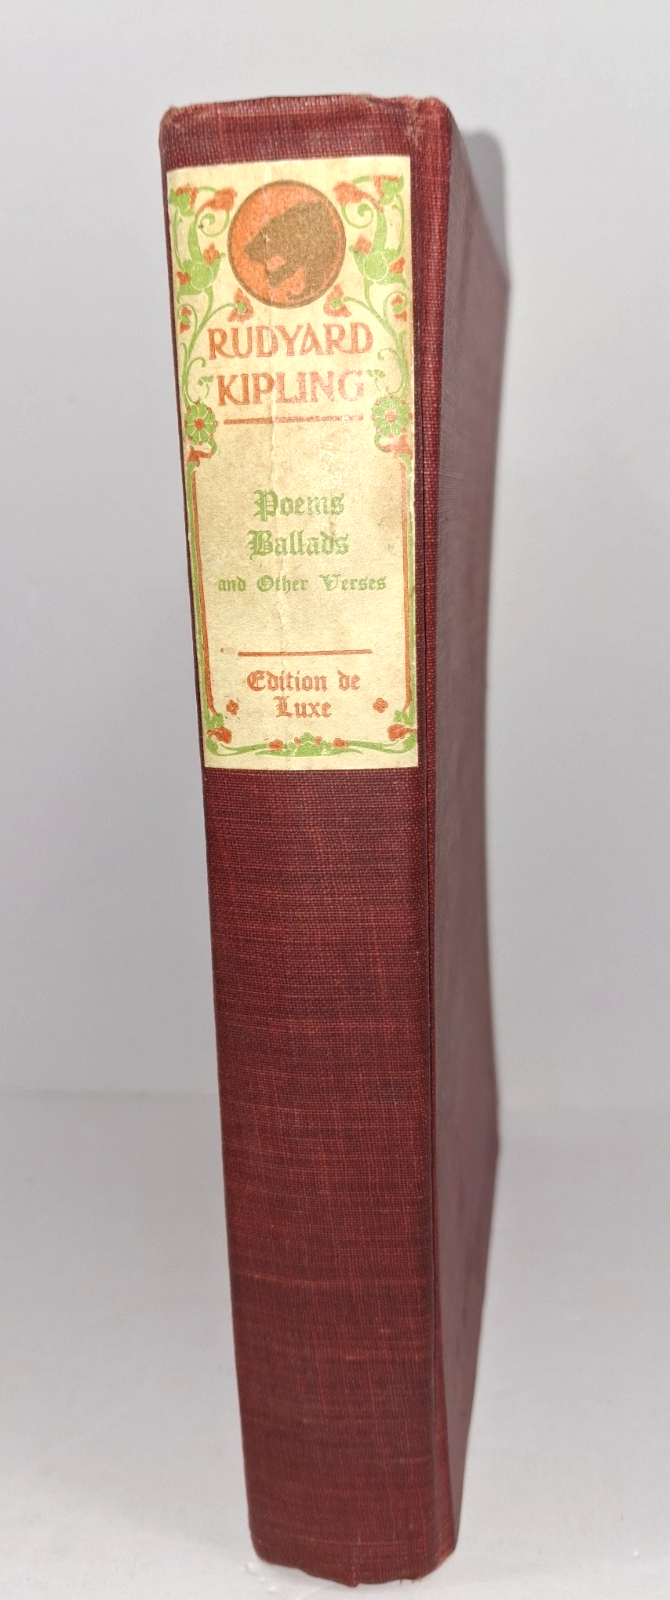 RUDYARD
KIPLING
Poems
Ballads
and Other Verses
Edition de
Luxe